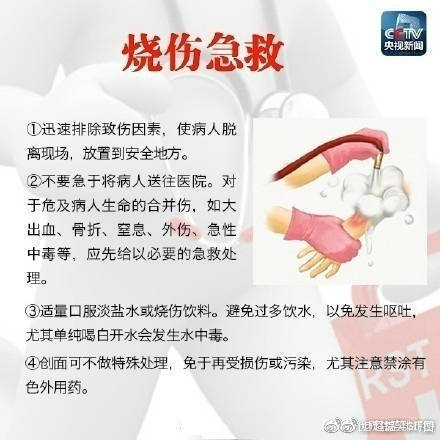 CCTV
央视新闻
烧伤急救
①迅速排除致伤因素，使病人脱
离现场，放置到安全地方。
②不要急于将病人送往医院。对
于危及病人生命的合并伤，如大
出血、骨折、窒息、外伤、急性
中毒等，应先给以必要的急救处
理。
③适量口服淡盐水或烧伤饮料。避免过多饮水，以免发生呕吐，
尤其单纯喝白开水会发生水中毒。
④创面可不做特殊处理，免于再受损伤或污染，尤其注意禁涂有
色外用药。
RST